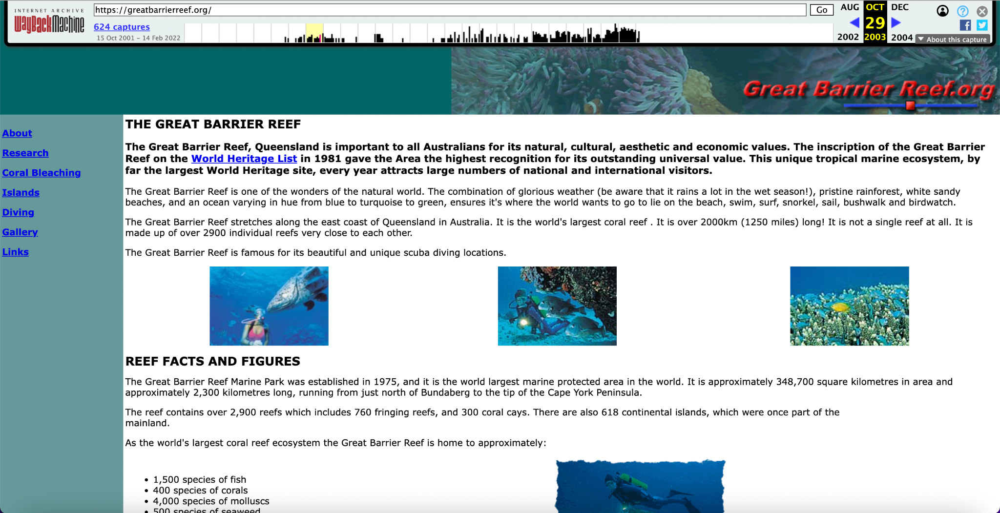 INTERNET ARCHIVE
WayBackMachine
https://greatbarrierreef.org/
Go
624 captures
15 Oct 2001 – 14 Feb 2022
AUG OCT DEC
29
2002 2003 2004
About this capture
Great Barrier Reef.org
About
Research
Coral Bleaching
Islands
Diving
Gallery
Links
THE GREAT BARRIER REEF
The Great Barrier Reef, Queensland is important to all Australians for its natural, cultural, aesthetic and economic values. The inscription of the Great Barrier
Reef on the World Heritage List in 1981 gave the Area the highest recognition for its outstanding universal value. This unique tropical marine ecosystem, by
far the largest World Heritage site, every year attracts large numbers of national and international visitors.
The Great Barrier Reef is one of the wonders of the natural world. The combination of glorious weather (be aware that it rains a lot in the wet season!), pristine rainforest, white sandy
beaches, and an ocean varying in hue from blue to turquoise to green, ensures it's where the world wants to go to lie on the beach, swim, surf, snorkel, sail, bushwalk and birdwatch.
The Great Barrier Reef stretches along the east coast of Queensland in Australia. It is the world's largest coral reef . It is over 2000km (1250 miles) long! It is not a single reef at all. It is
made up of over 2900 individual reefs very close to each other.
The Great Barrier Reef is famous for its beautiful and unique scuba diving locations.
REEF FACTS AND FIGURES
The Great Barrier Reef Marine Park was established in 1975, and it is the world largest marine protected area in the world. It is approximately 348,700 square kilometres in area and
approximately 2,300 kilometres long, running from just north of Bundaberg to the tip of the Cape York Peninsula.
The reef contains over 2,900 reefs which includes 760 fringing reefs, and 300 coral cays. There are also 618 continental islands, which were once part of the
mainland.
As the world's largest coral reef ecosystem the Great Barrier Reef is home to approximately:
• 1,500 species of fish
• 400 species of corals
• 4,000 species of molluscs
• 500 species of seaweed